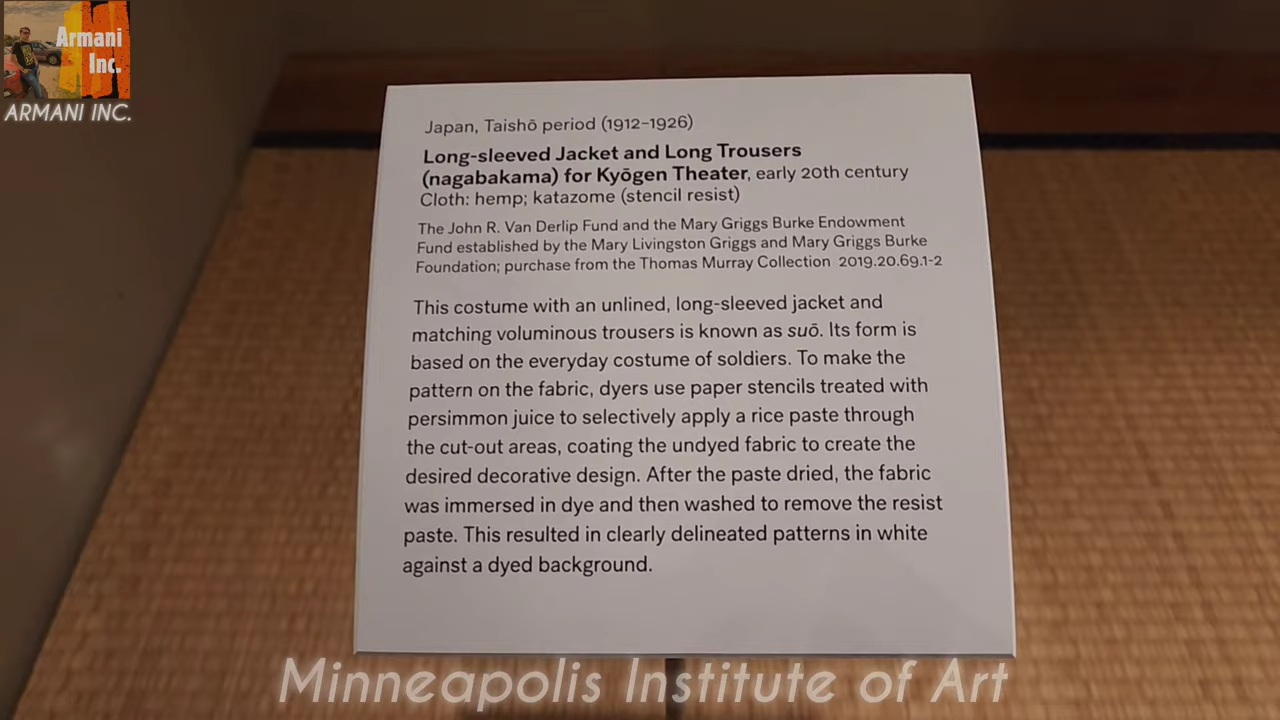 Armani
Inc.
ARMANI INC.
Japan, Taishō period (1912–1926)
Long-sleeved Jacket and Long Trousers
(nagabakama) for Kyōgen Theater, early 20th century
Cloth: hemp; katazome (stencil resist)
The John R. Van Derlip Fund and the Mary Griggs Burke Endowment
Fund established by the Mary Livingston Griggs and Mary Griggs Burke
Foundation; purchase from the Thomas Murray Collection 2019.20.69.1-2
This costume with an unlined, long-sleeved jacket and
matching voluminous trousers is known as suō. Its form is
based on the everyday costume of soldiers. To make the
pattern on the fabric, dyers use paper stencils treated with
persimmon juice to selectively apply a rice paste through
the cut-out areas, coating the undyed fabric to create the
desired decorative design. After the paste dried, the fabric
was immersed in dye and then washed to remove the resist
paste. This resulted in clearly delineated patterns in white
against a dyed background.
Minneapolis Institute of Art